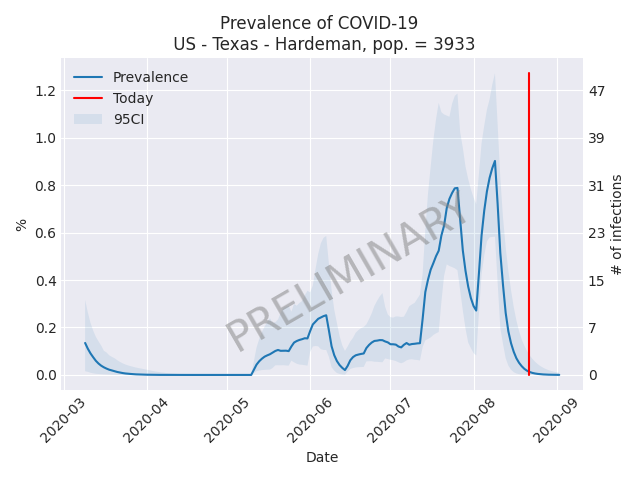 Prevalence of COVID-19
US - Texas - Hardeman, pop. = 3933
Prevalence
Today
95CI
PRELIMINARY
%
1.2
1.0
0.8
0.6
0.4
0.2
0.0
47
39
31
23
15
7
0
# of infections
2020-03
2020-04
2020-05
2020-06
2020-07
2020-08
2020-09
Date